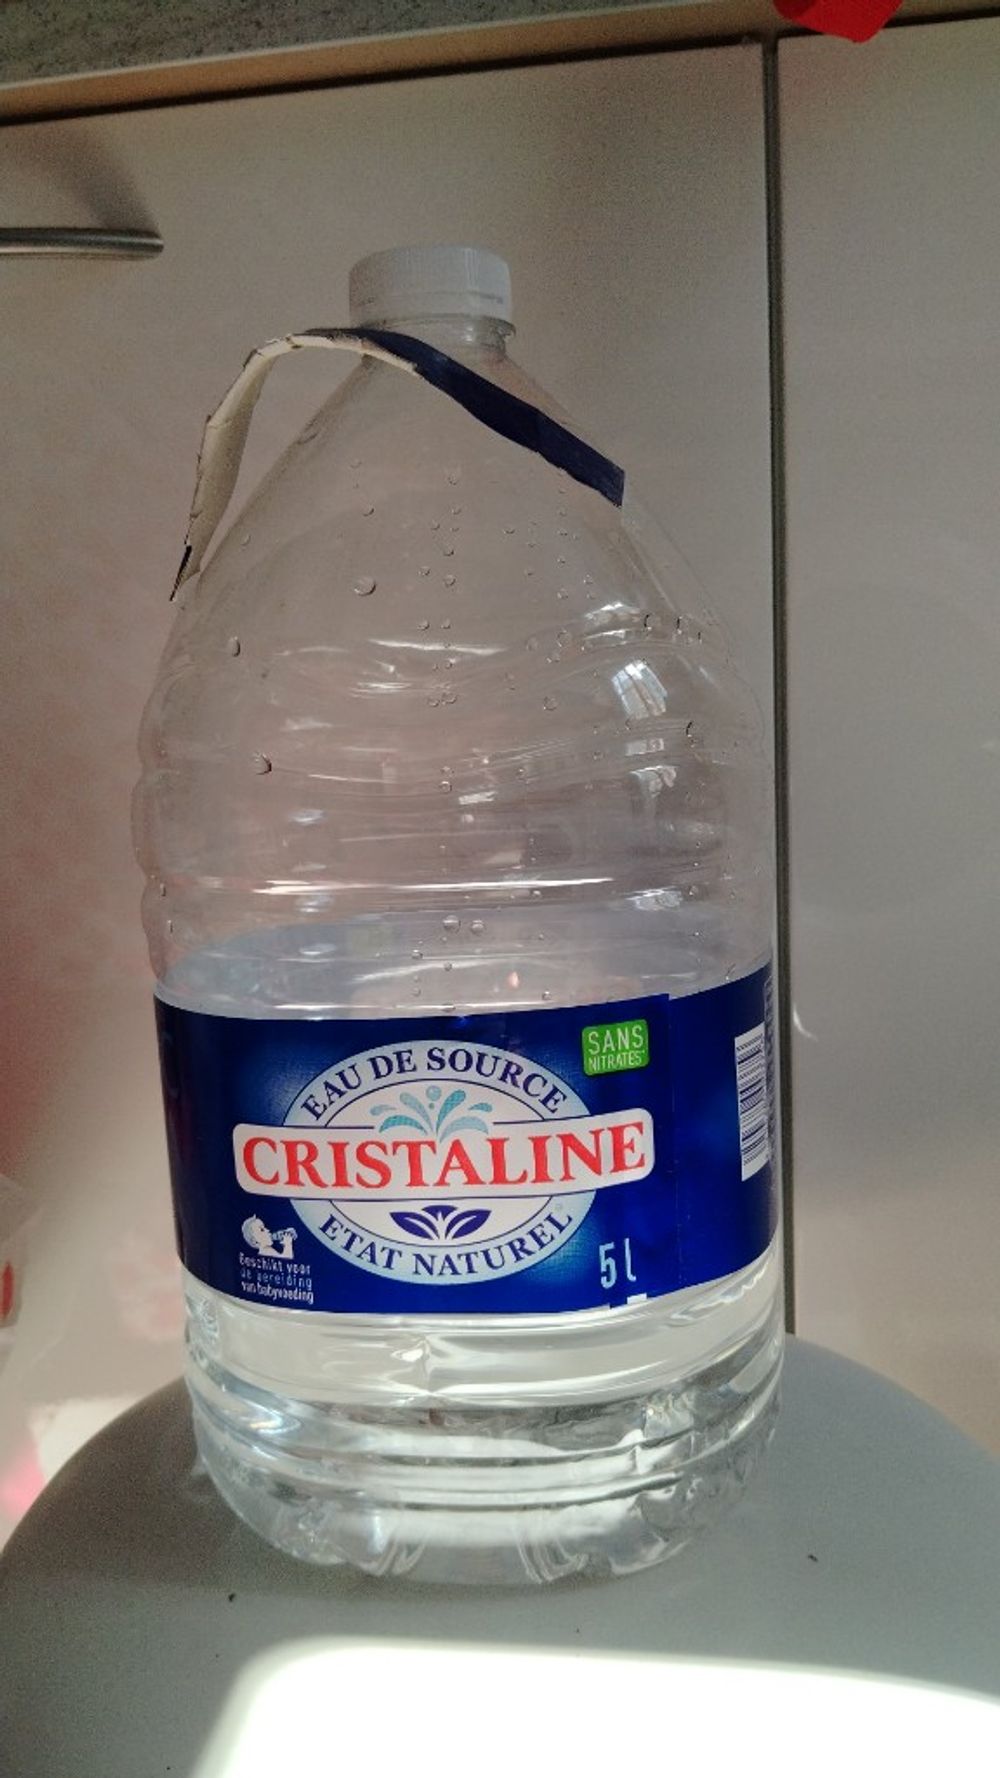 SANS
NITRATES
EAU DE SOURCE
CRISTALINE
ETAT NATUREL
Geschikt voor
de bereiding
van babyvoeding
5 L